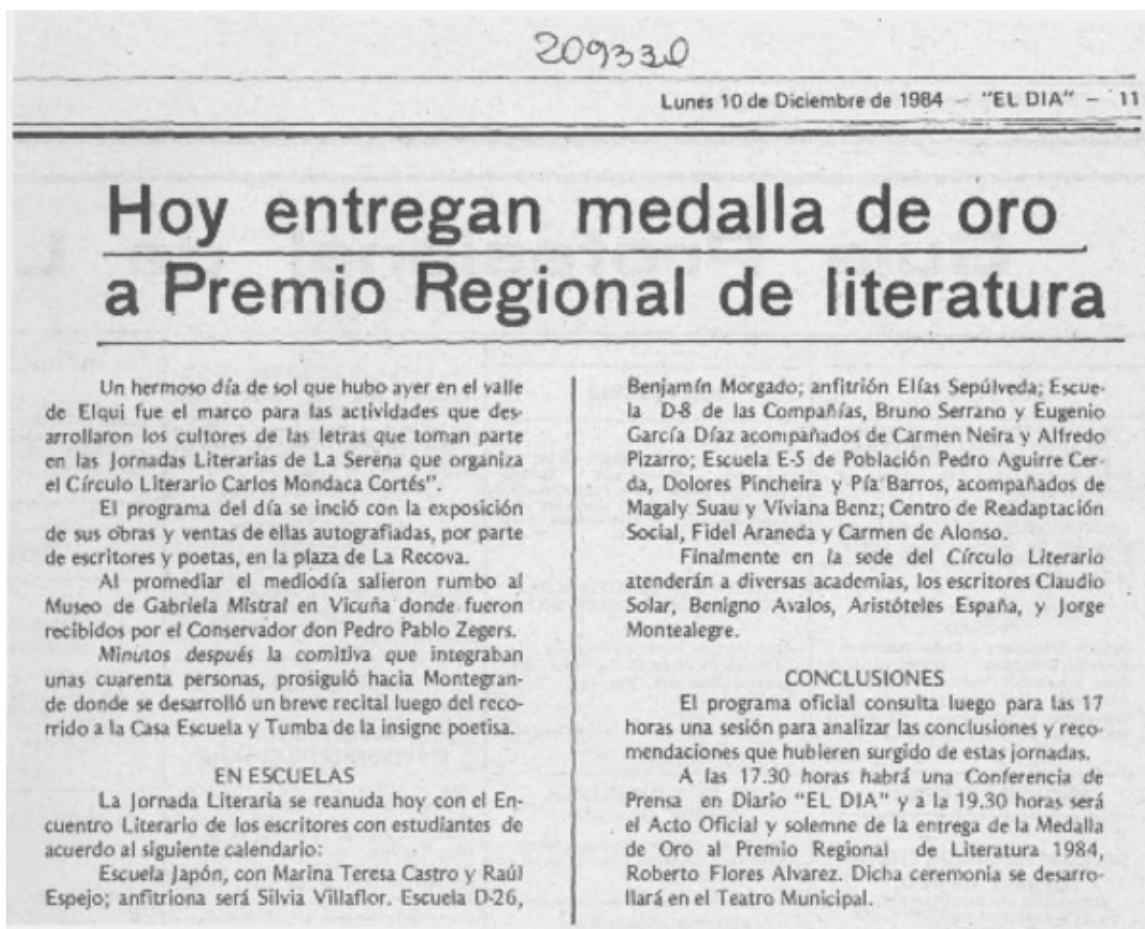 209330
Lunes 10 de Diciembre de 1984 — "EL DIA" — 11
Hoy entregan medalla de oro
a Premio Regional de literatura
Un hermoso día de sol que hubo ayer en el valle
de Elqui fue el marco para las actividades que des-
arrollaron los cultores de las letras que toman parte
en las Jornadas Literarias de La Serena que organiza
el Círculo Literario Carlos Mondaca Cortés".
El programa del día se inció con la exposición
de sus obras y ventas de ellas autografiadas, por parte
de escritores y poetas, en la plaza de La Recova.
Al promediar el mediodía salieron rumbo al
Museo de Gabriela Mistral en Vicuña donde fueron
recibidos por el Conservador don Pedro Pablo Zegers.
Minutos después la comitiva que integraban
unas cuarenta personas, prosiguió hacia Montegran-
de donde se desarrolló un breve recital luego del reco-
rrido a la Casa Escuela y Tumba de la insigne poetisa.
EN ESCUELAS
La Jornada Literaria se reanuda hoy con el En-
cuentro Literario de los escritores con estudiantes de
acuerdo al siguiente calendario:
Escuela Japón, con Marina Teresa Castro y Raúl
Espejo; anfitriona será Silvia Villaflor. Escuela D-26,
Benjamín Morgado; anfitrión Elías Sepúlveda; Escue-
la D-8 de las Compañías, Bruno Serrano y Eugenio
García Díaz acompañados de Carmen Neira y Alfredo
Pizarro; Escuela E-5 de Población Pedro Aguirre Cer-
da, Dolores Pincheira y Pía Barros, acompañados de
Magaly Suau y Viviana Benz; Centro de Readaptación
Social, Fidel Araneda y Carmen de Alonso.
Finalmente en la sede del Círculo Literario
atenderán a diversas academias, los escritores Claudio
Solar, Benigno Avalos, Aristóteles España, y Jorge
Montealegre.
CONCLUSIONES
El programa oficial consulta luego para las 17
horas una sesión para analizar las conclusiones y reco-
mendaciones que hubieren surgido de estas jornadas.
A las 17.30 horas habrá una Conferencia de
Prensa en Diario "EL DIA" y a la 19.30 horas será
el Acto Oficial y solemne de la entrega de la Medalla
de Oro al Premio Regional de Literatura 1984,
Roberto Flores Alvarez. Dicha ceremonia se desarro-
llará en el Teatro Municipal.